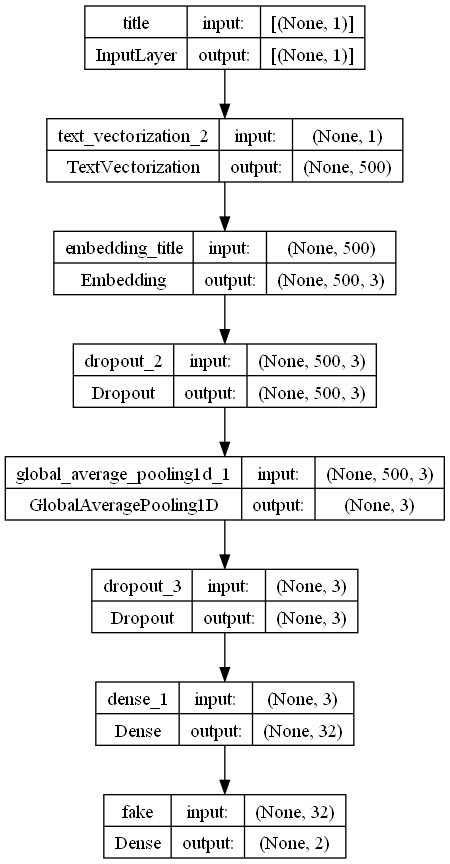 title input: [(None, 1)]
InputLayer output: [(None, 1)]
text_vectorization_2 input: (None, 1)
TextVectorization output: (None, 500)
embedding_title input: (None, 500)
Embedding output: (None, 500, 3)
dropout_2 input: (None, 500, 3)
Dropout output: (None, 500, 3)
global_average_pooling1d_1 input: (None, 500, 3)
GlobalAveragePooling1D output: (None, 3)
dropout_3 input: (None, 3)
Dropout output: (None, 3)
dense_1 input: (None, 3)
Dense output: (None, 32)
fake input: (None, 32)
Dense output: (None, 2)